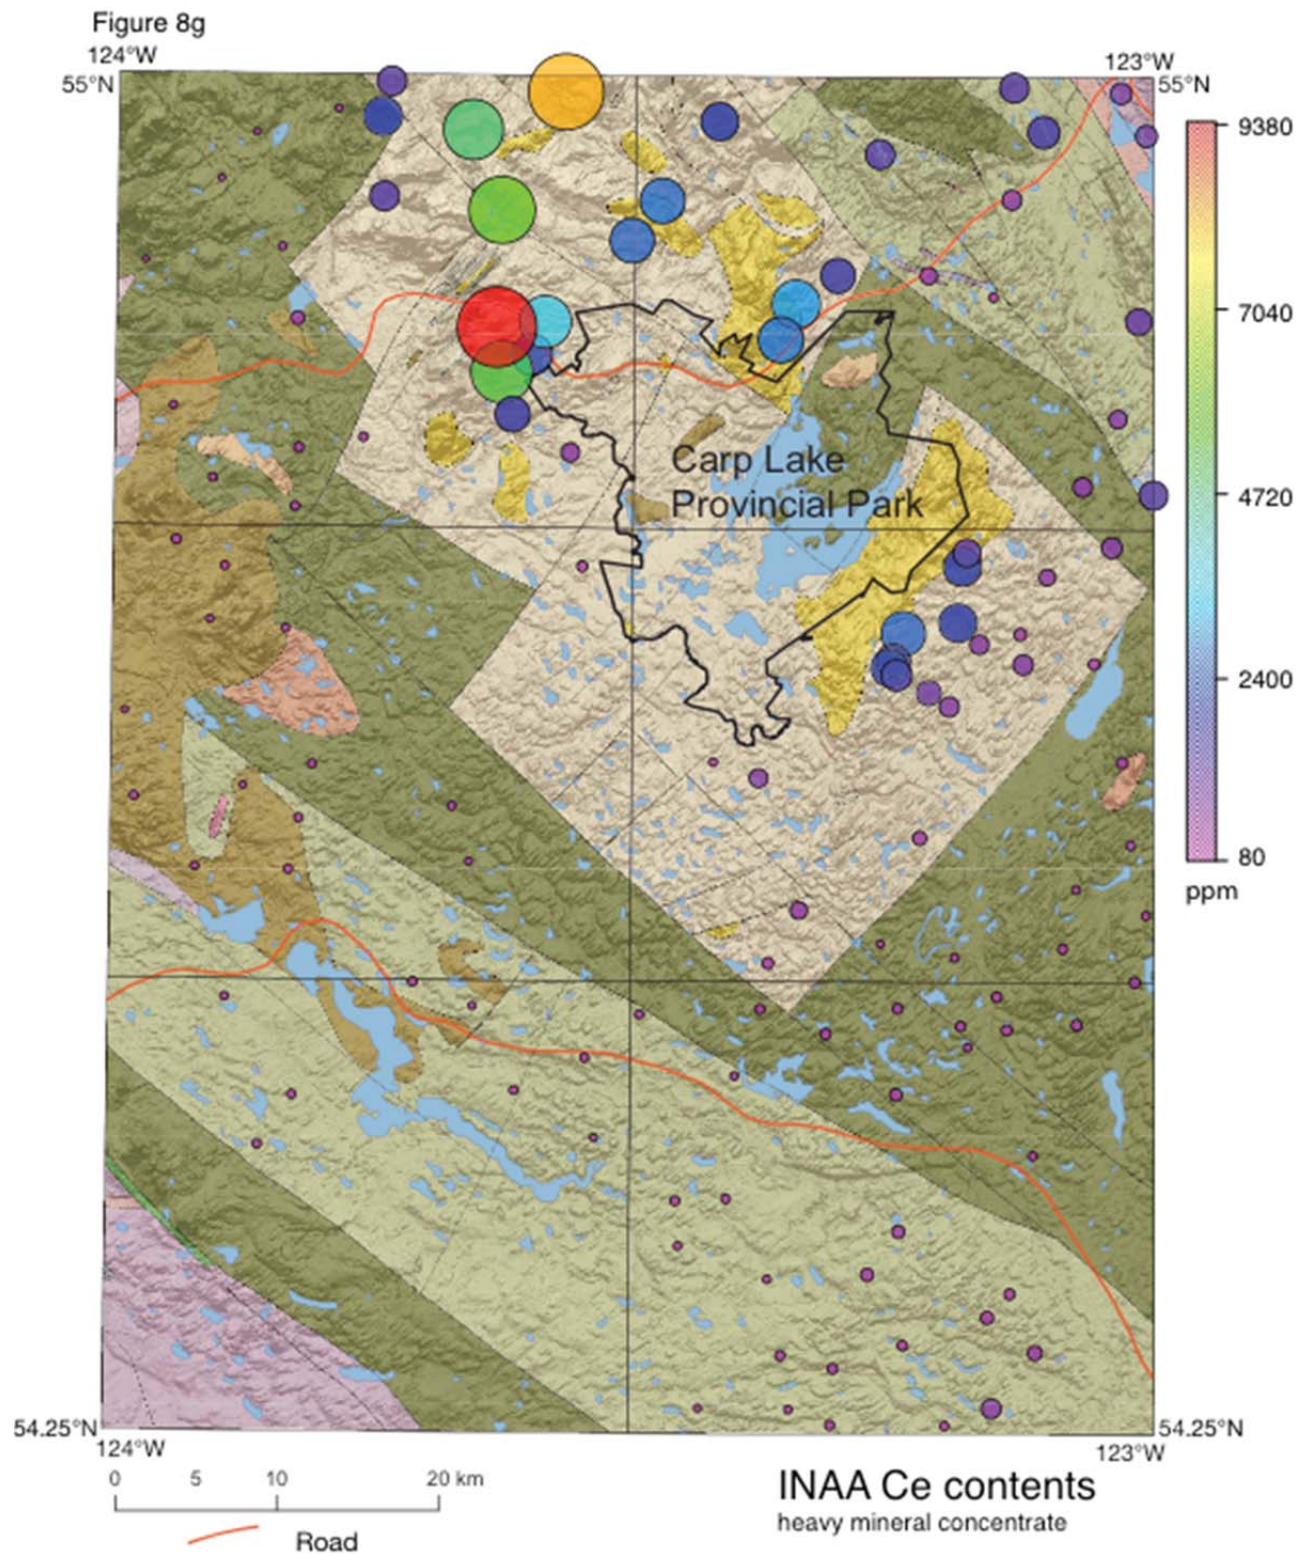 Figure 8g
124°W
123°W
55°N
55°N
9380
7040
Carp Lake
Provincial Park
4720
2400
80
ppm
54.25°N
54.25°N
124°W
123°W
0 5 10 20 km
INAA Ce contents
heavy mineral concentrate
Road